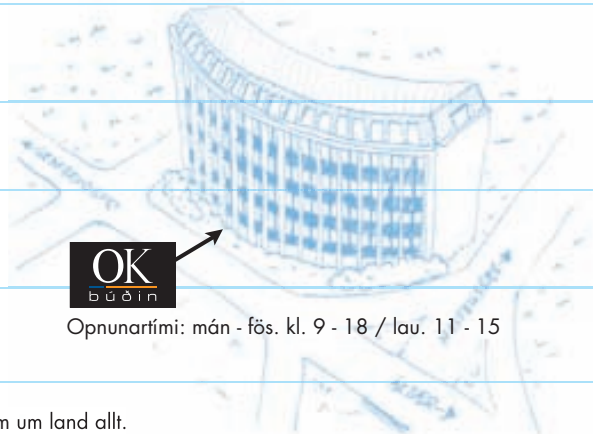 OK
búðin
Opnunartími: mán - fös. kl. 9 - 18 / lau. 11 - 15
m um land allt.